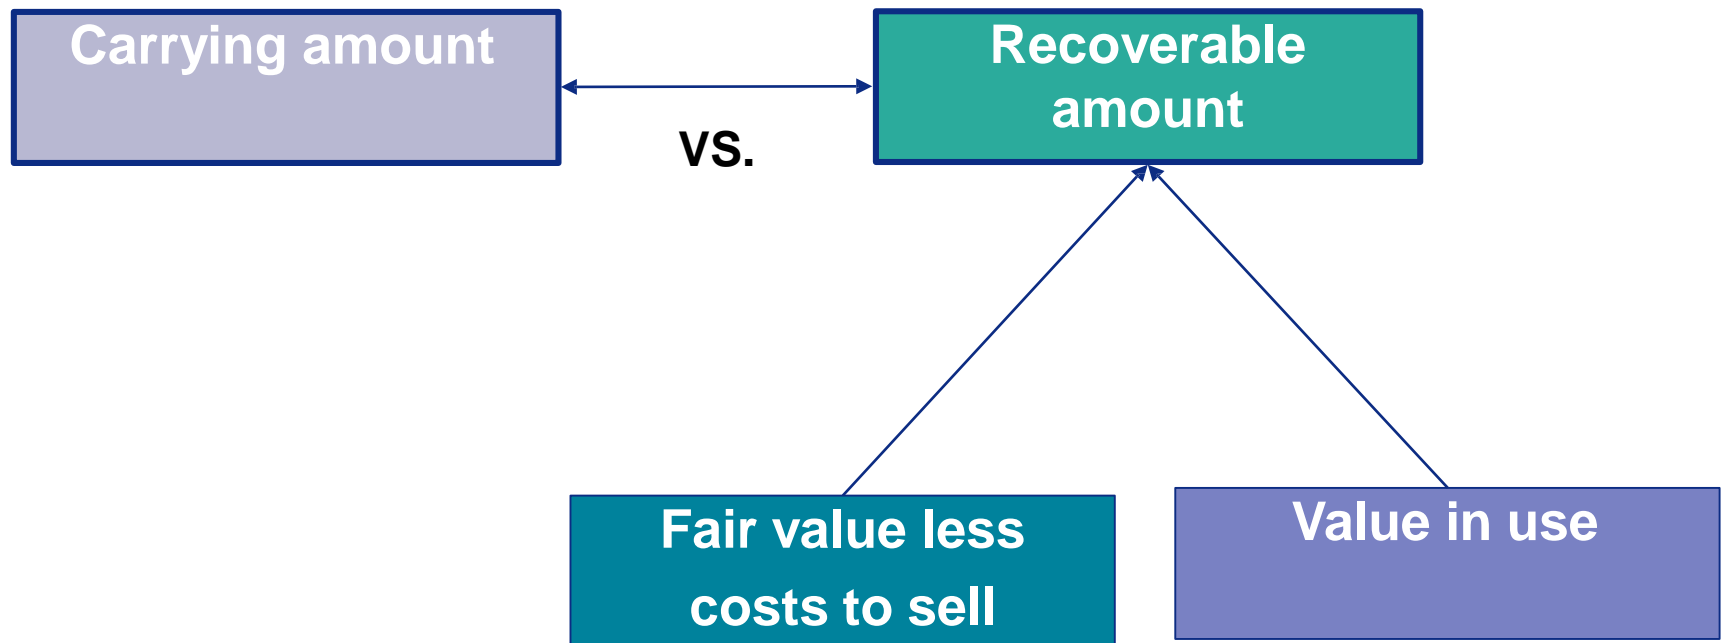 Carrying amount
Recoverable
amount
VS.
Fair value less
costs to sell
Value in use